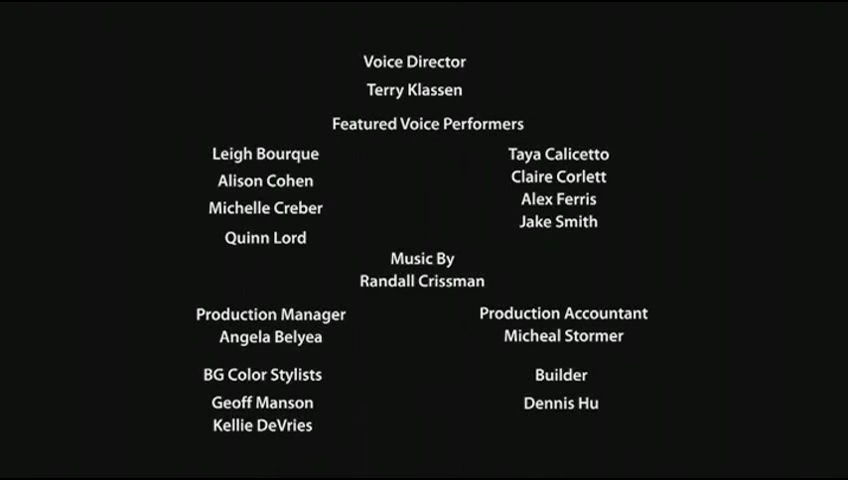 Voice Director
Terry Klassen
Featured Voice Performers
Leigh Bourque
Alison Cohen
Michelle Creber
Quinn Lord
Taya Calicetto
Claire Corlett
Alex Ferris
Jake Smith
Music By
Randall Crissman
Production Manager
Angela Belyea
Production Accountant
Micheal Stormer
BG Color Stylists
Geoff Manson
Kellie DeVries
Builder
Dennis Hu